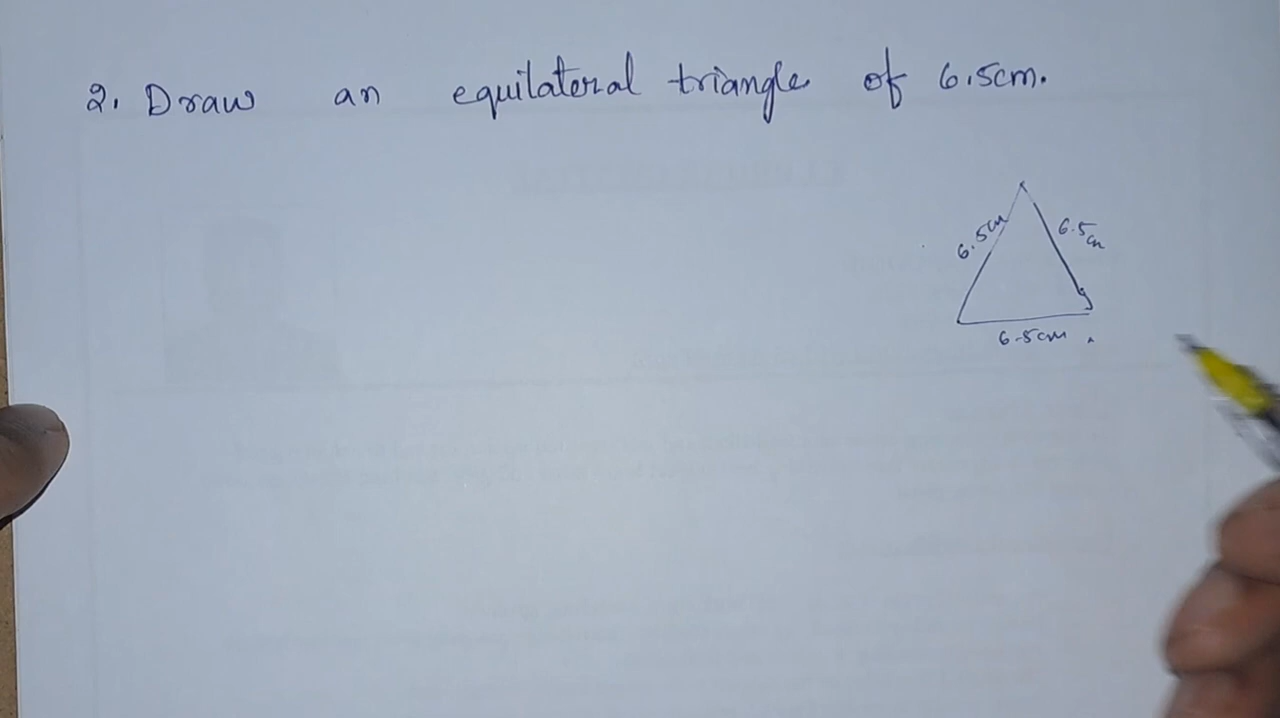 2. Draw an equilateral triangle of 6.5cm.
6.5cm 6.5cm
6.5cm